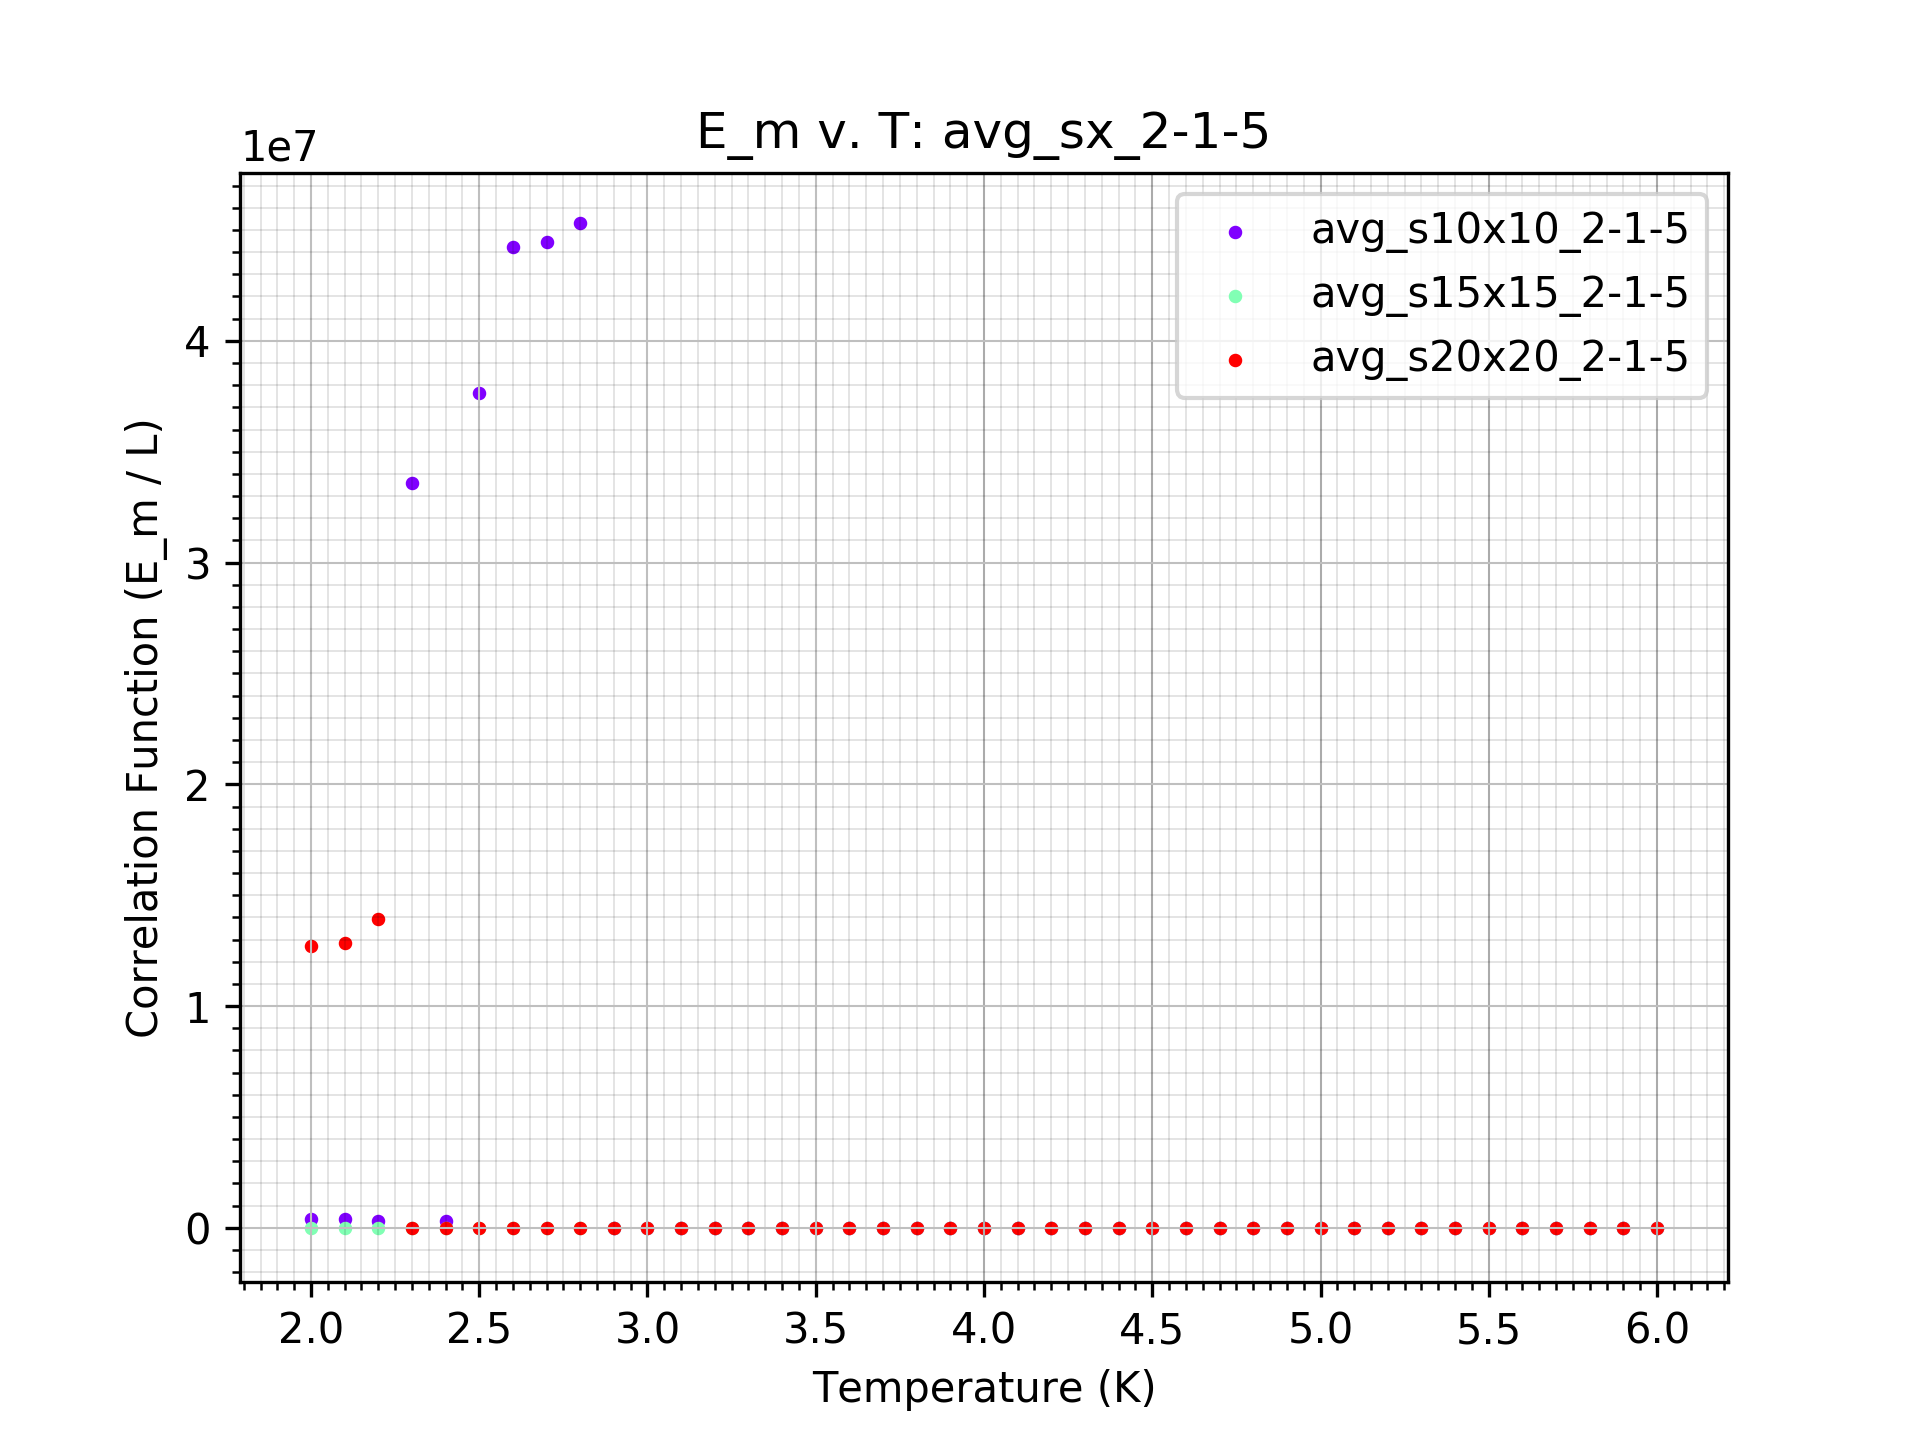 E_m v. T: avg_sx_2-1-5
1e7
avg_s10x10_2-1-5
avg_s15x15_2-1-5
avg_s20x20_2-1-5
Correlation Function (E_m / L)
4
3
2
1
0
2.0 2.5 3.0 3.5 4.0 4.5 5.0 5.5 6.0
Temperature (K)